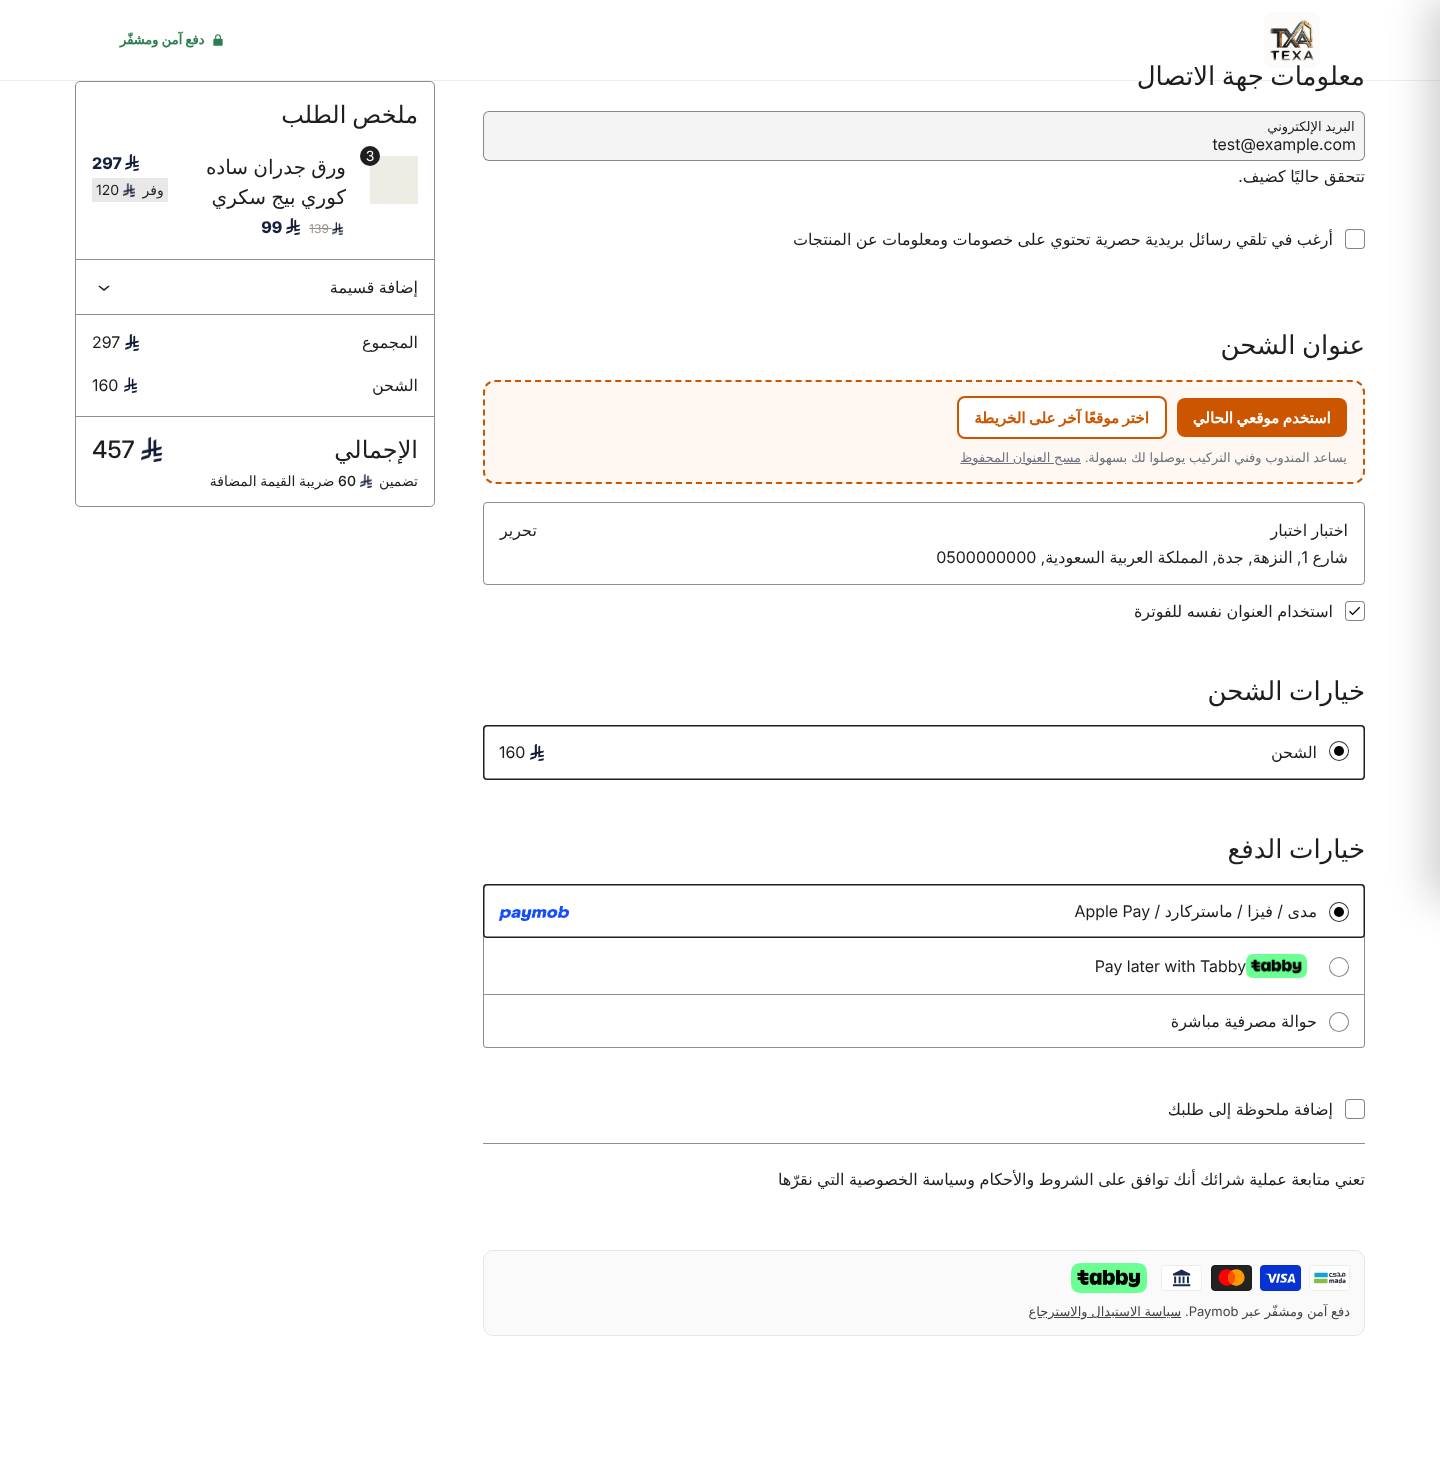 TXA
TEXA
دفع آمن ومشفّر
معلومات جهة الاتصال
البريد الإلكتروني
test@example.com
تتحقق حاليًا كضيف.
أرغب في تلقي رسائل بريدية حصرية تحتوي على خصومات ومعلومات عن المنتجات
عنوان الشحن
استخدم موقعي الحالي
اختر موقعًا آخر على الخريطة
يساعد المندوب وفني التركيب يوصلوا لك بسهولة. مسح العنوان المحفوظ
اختبار اختبار
تحرير
شارع 1, النزهة, جدة, المملكة العربية السعودية, 0500000000
استخدام العنوان نفسه للفوترة
خيارات الشحن
الشحن
160
خيارات الدفع
مدى / فيزا / ماستركارد / Apple Pay
paymob
tabby Pay later with Tabby
حوالة مصرفية مباشرة
إضافة ملحوظة إلى طلبك
تعني متابعة عملية شرائك أنك توافق على الشروط والأحكام وسياسة الخصوصية التي نقرّها
مدى mada VISA tabby
دفع آمن ومشفّر عبر Paymob. سياسة الاستبدال والاسترجاع
ملخص الطلب
3
ورق جدران ساده
كوري بيج سكري
139 99
297
وفر 120
إضافة قسيمة
المجموع 297
الشحن 160
الإجمالي 457
تضمين 60 ضريبة القيمة المضافة